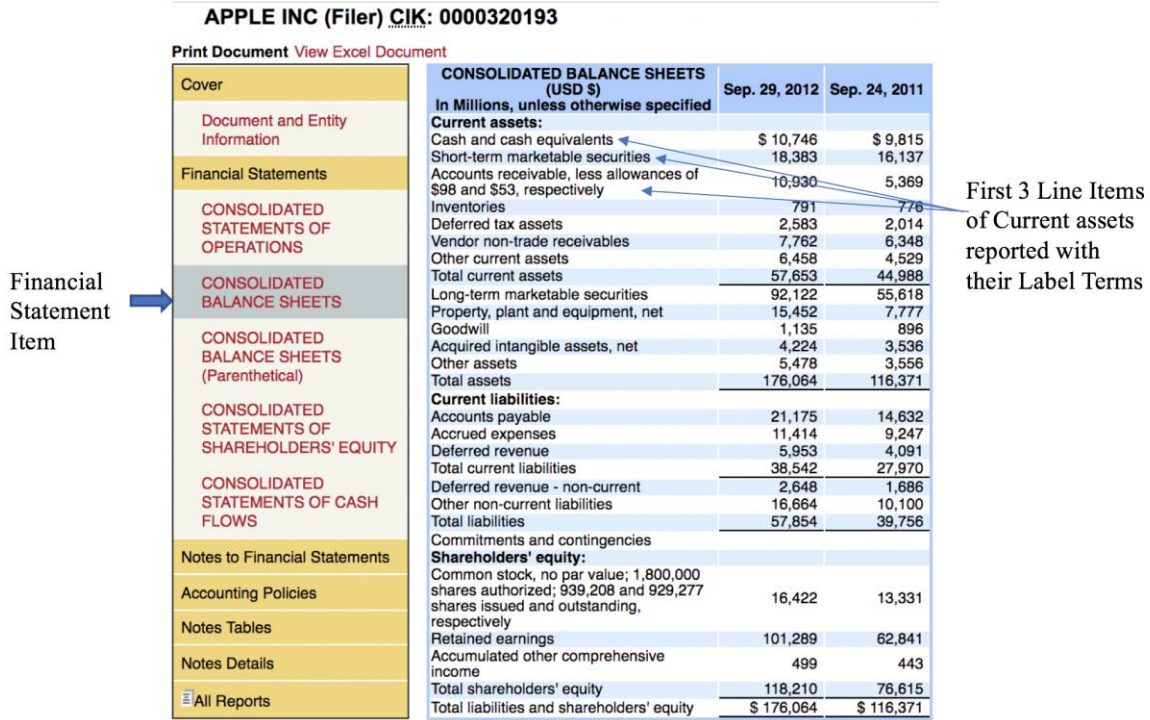 APPLE INC (Filer) CIK: 0000320193
Print Document View Excel Document
Financial
Statement
Item
Cover
Document and Entity
Information
Financial Statements
CONSOLIDATED
STATEMENTS OF
OPERATIONS
CONSOLIDATED
BALANCE SHEETS
CONSOLIDATED
BALANCE SHEETS
(Parenthetical)
CONSOLIDATED
STATEMENTS OF
SHAREHOLDERS' EQUITY
CONSOLIDATED
STATEMENTS OF CASH
FLOWS
Notes to Financial Statements
Accounting Policies
Notes Tables
Notes Details
All Reports
CONSOLIDATED BALANCE SHEETS
(USD $)
In Millions, unless otherwise specified
Sep. 29, 2012 Sep. 24, 2011
Current assets:
Cash and cash equivalents $ 10,746 $ 9,815
Short-term marketable securities 18,383 16,137
Accounts receivable, less allowances of
$98 and $53, respectively 10,930 5,369
Inventories 791 776
Deferred tax assets 2,583 2,014
Vendor non-trade receivables 7,762 6,348
Other current assets 6,458 4,529
Total current assets 57,653 44,988
Long-term marketable securities 92,122 55,618
Property, plant and equipment, net 15,452 7,777
Goodwill 1,135 896
Acquired intangible assets, net 4,224 3,536
Other assets 5,478 3,556
Total assets 176,064 116,371
Current liabilities:
Accounts payable 21,175 14,632
Accrued expenses 11,414 9,247
Deferred revenue 5,953 4,091
Total current liabilities 38,542 27,970
Deferred revenue - non-current 2,648 1,686
Other non-current liabilities 16,664 10,100
Total liabilities 57,854 39,756
Commitments and contingencies
Shareholders' equity:
Common stock, no par value; 1,800,000
shares authorized; 939,208 and 929,277
shares issued and outstanding,
respectively 16,422 13,331
Retained earnings 101,289 62,841
Accumulated other comprehensive
income 499 443
Total shareholders' equity 118,210 76,615
Total liabilities and shareholders' equity $ 176,064 $ 116,371
First 3 Line Items
of Current assets
reported with
their Label Terms